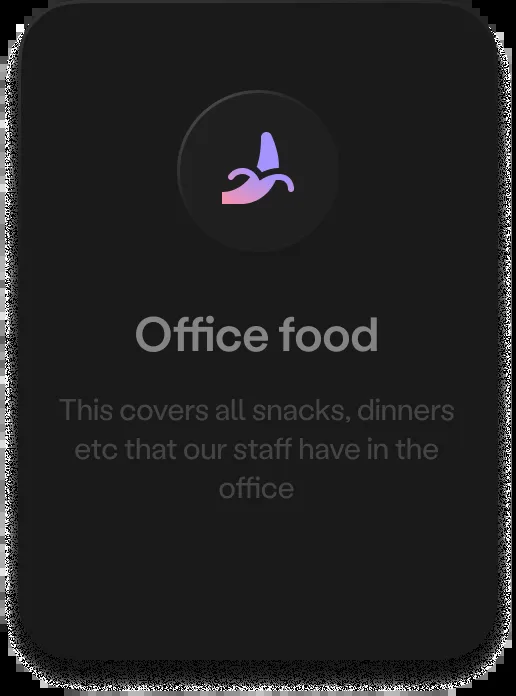 Office food
This covers all snacks, dinners
etc that our staff have in the
office